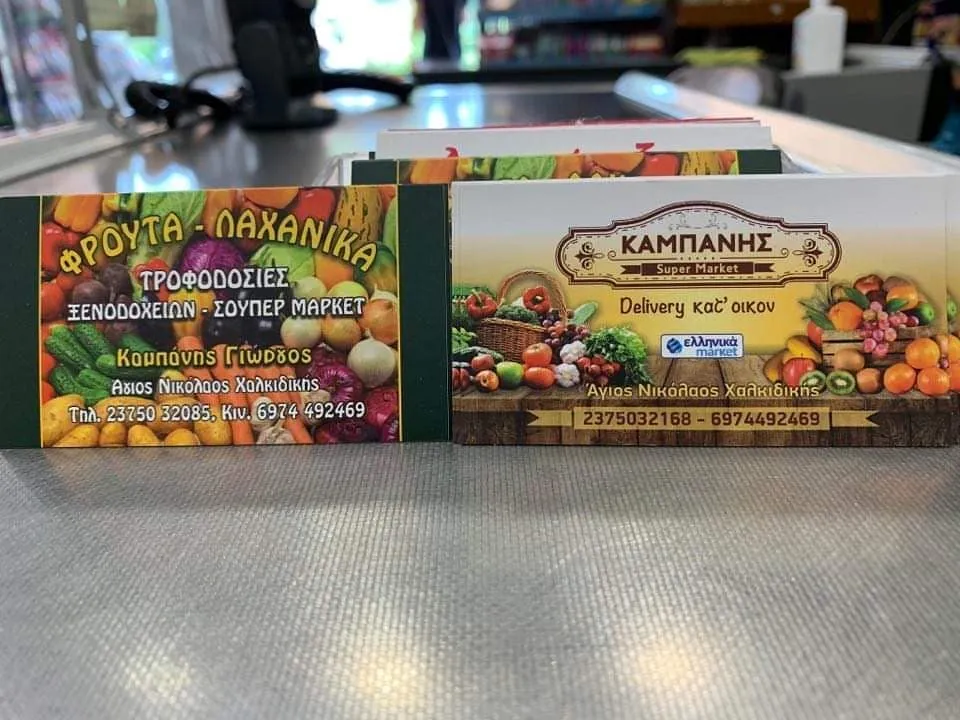 ΦΡΟΥΤΑ - ΛΑΧΑΝΙΚΑ
ΤΡΟΦΟΔΟΣΙΕΣ
ΞΕΝΟΔΟΧΕΙΩΝ - ΣΟΥΠΕΡ ΜΑΡΚΕΤ
Καμπάνης Γιώργος
Άγιος Νικόλαος Χαλκιδικής
Τηλ. 23750 32085, Κιν. 6974 492469
ΚΑΜΠΑΝΗΣ
Super Market
Delivery κατ' οικον
ελληνικά
market
Άγιος Νικόλαος Χαλκιδικής
2375032168 - 6974492469